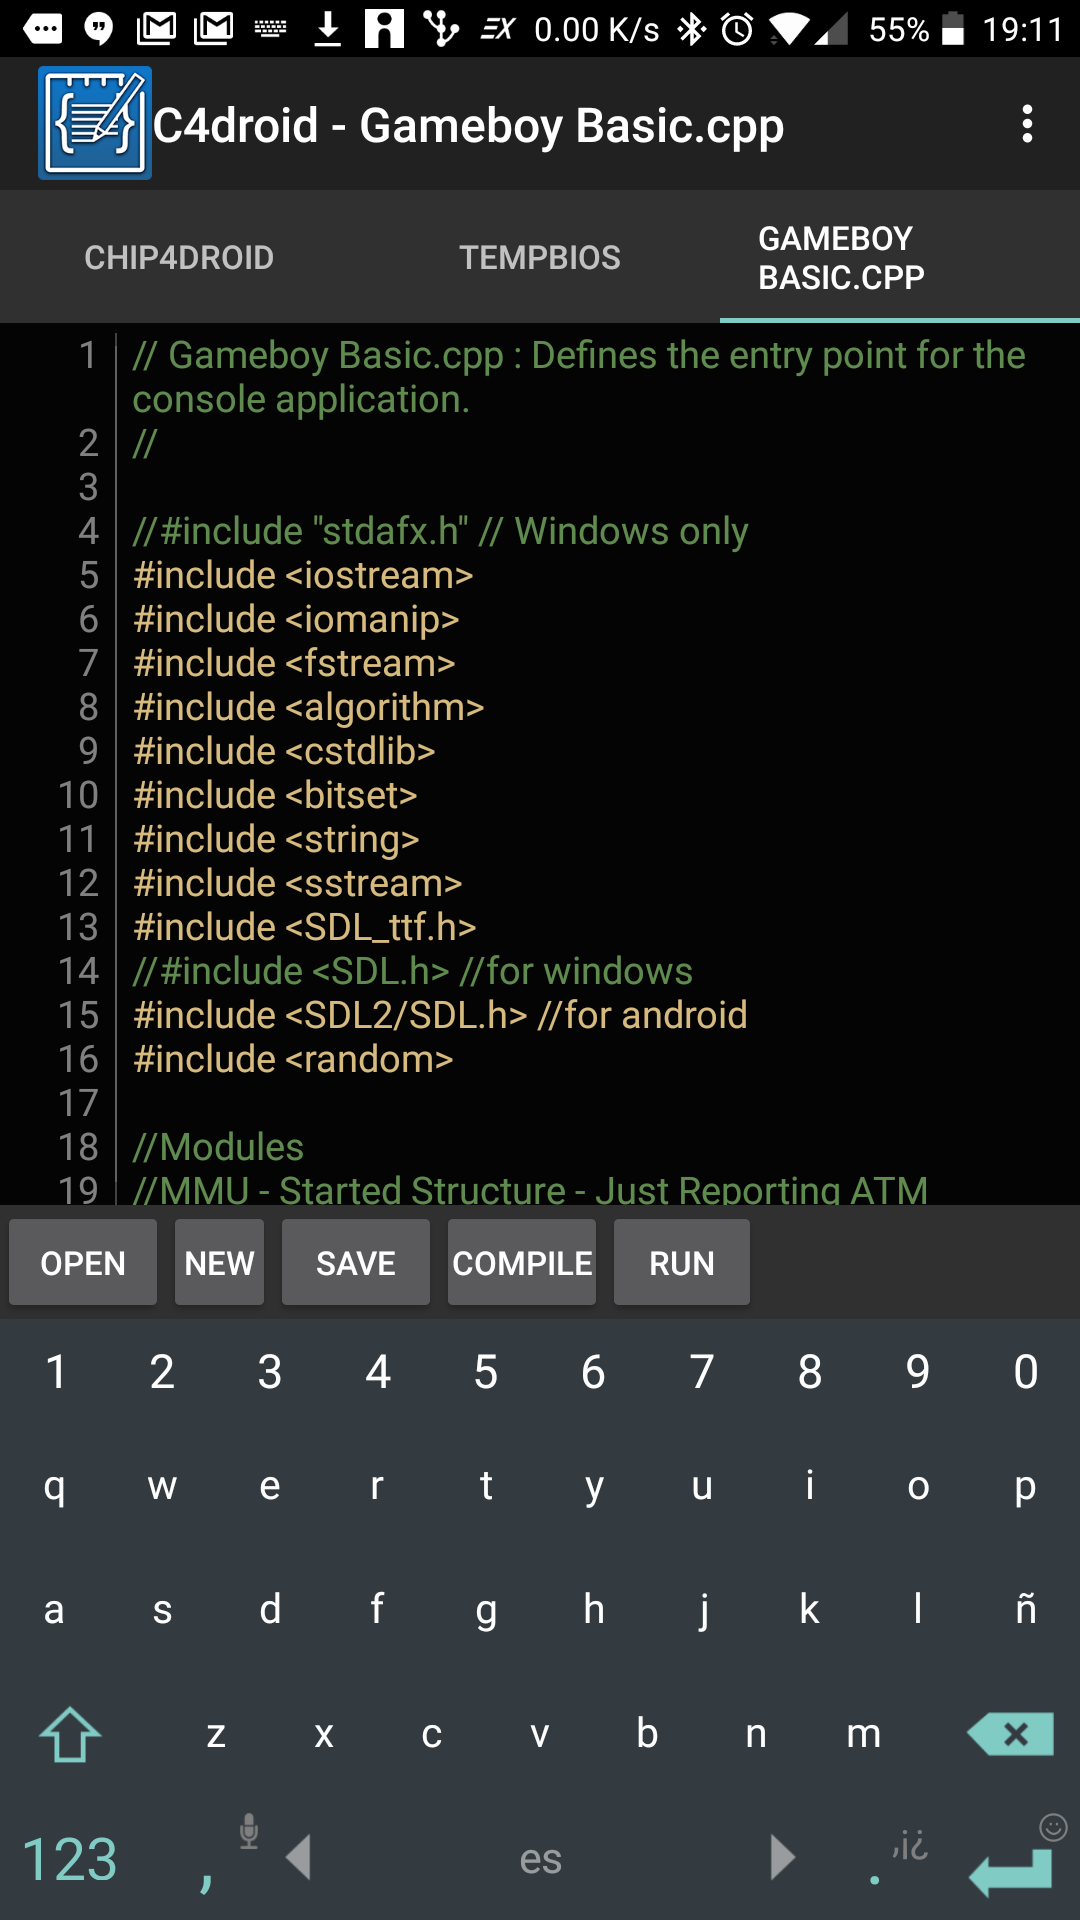 0.00 K/s 55% 19:11
C4droid - Gameboy Basic.cpp
CHIP4DROID TEMPBIOS GAMEBOY BASIC.CPP
1 // Gameboy Basic.cpp : Defines the entry point for the
console application.
2 //
3
4 //#include "stdafx.h" // Windows only
5 #include <iostream>
6 #include <iomanip>
7 #include <fstream>
8 #include <algorithm>
9 #include <cstdlib>
10 #include <bitset>
11 #include <string>
12 #include <sstream>
13 #include <SDL_ttf.h>
14 //#include <SDL.h> //for windows
15 #include <SDL2/SDL.h> //for android
16 #include <random>
17
18 //Modules
19 //MMU - Started Structure - Just Reporting ATM
OPEN NEW SAVE COMPILE RUN
1 2 3 4 5 6 7 8 9 0
q w e r t y u i o p
a s d f g h j k l ñ
z x c v b n m
123 , es . ,¡¿